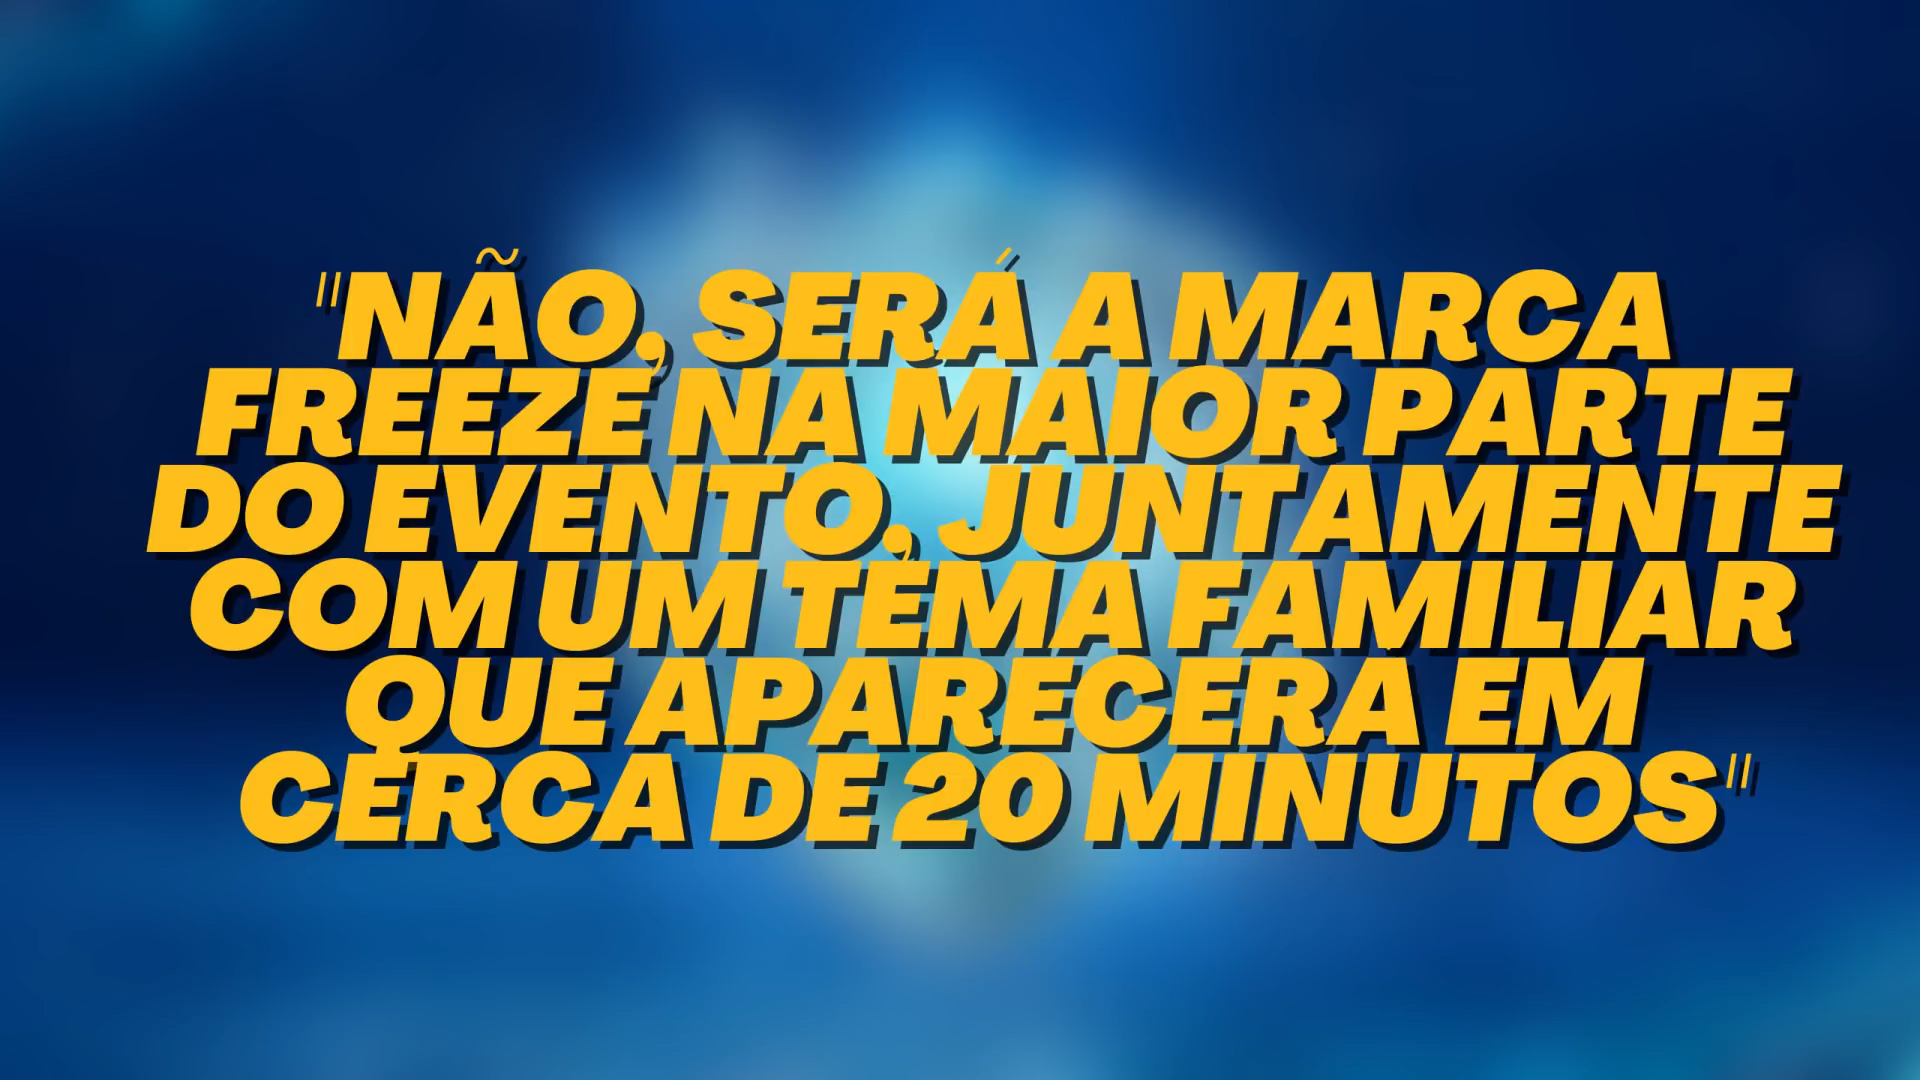 "NÃO, SERÁ A MARCA
FREEZE NA MAIOR PARTE
DO EVENTO, JUNTAMENTE
COM UM TEMA FAMILIAR
QUE APARECERÁ EM
CERCA DE 20 MINUTOS"